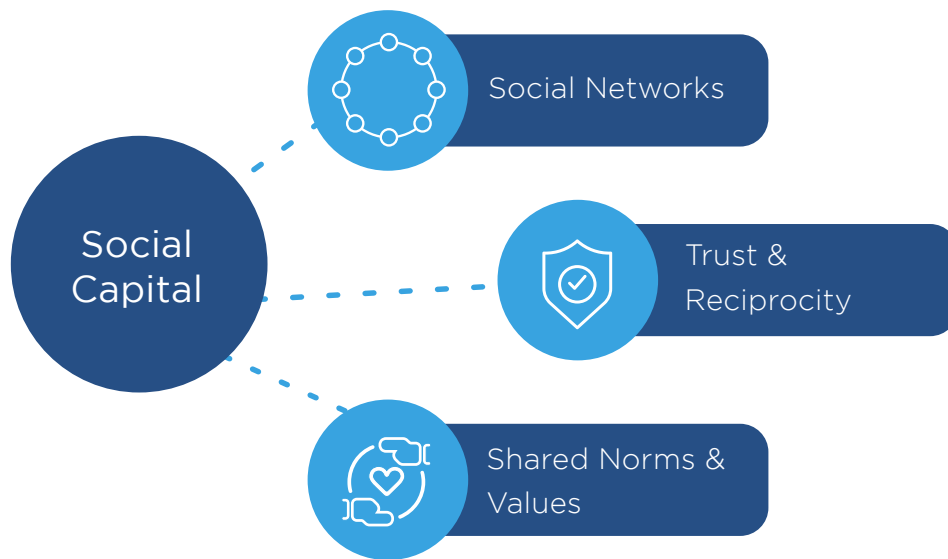 Social Networks
Social
Capital
Trust &
Reciprocity
Shared Norms &
Values